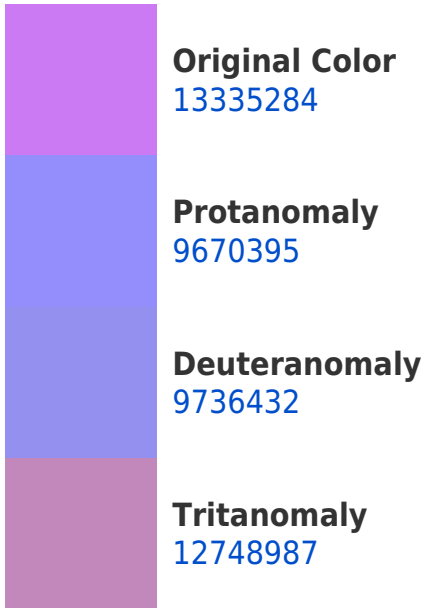 Original Color
13335284
Protanomaly
9670395
Deuteranomaly
9736432
Tritanomaly
12748987